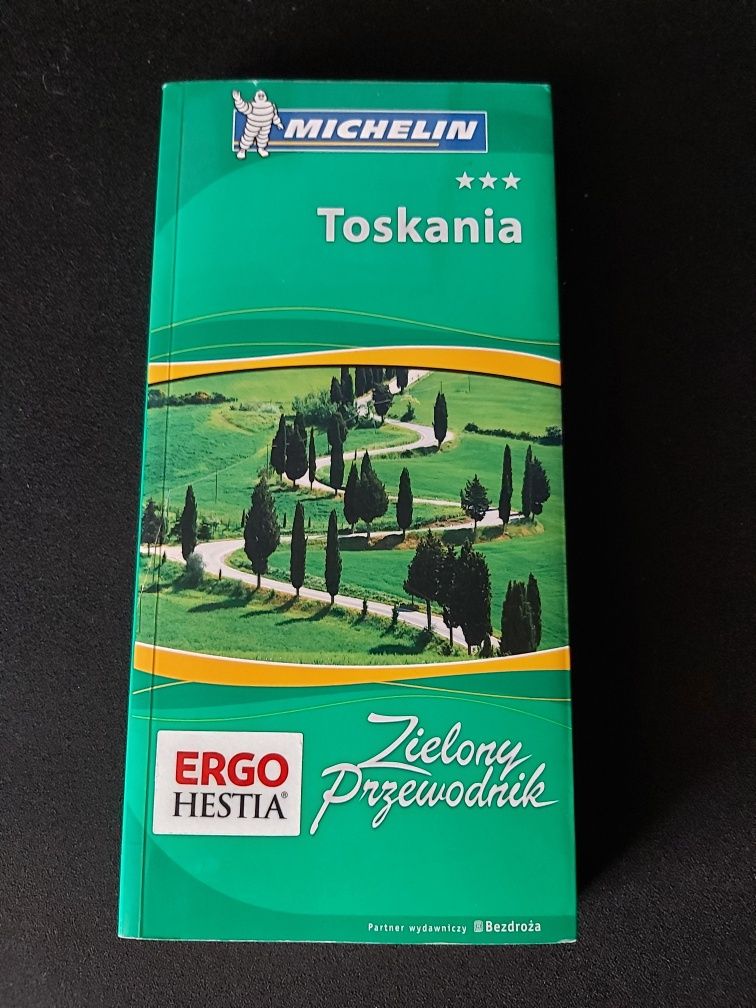 MICHELIN
★★★
Toskania
ERGO
HESTIA®
Zielony
Przewodnik
Partner wydawniczy Bezdroża